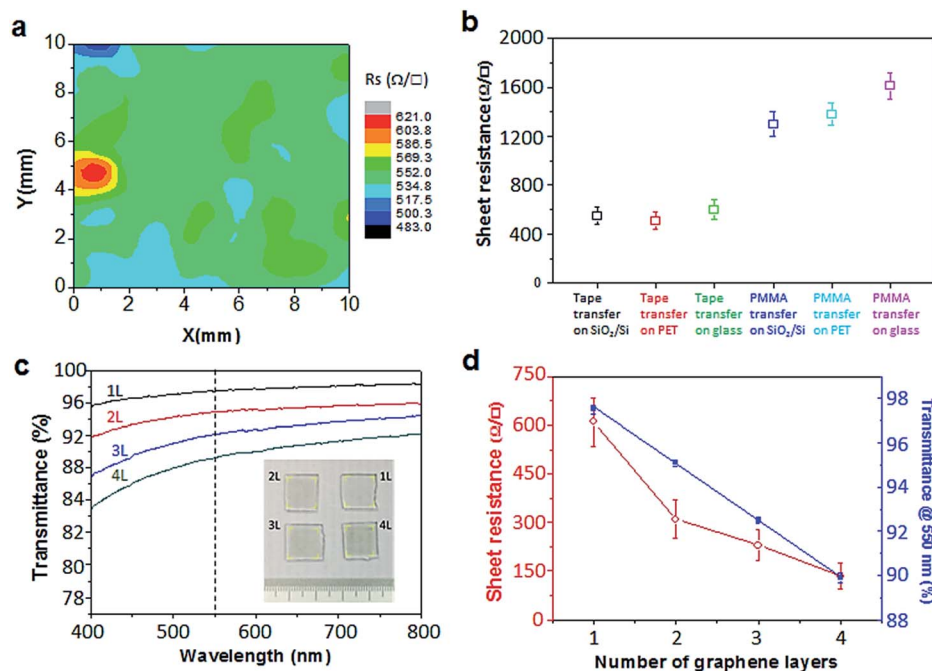 a
10
8
6
4
2
0
Y(mm)
0 2 4 6 8 10
X(mm)
Rs (Ω/□)
621.0
603.8
586.5
569.3
552.0
534.8
517.5
500.3
483.0
b
2000
1600
1200
800
400
0
Sheet resistance (Ω/□)
Tape transfer on SiO₂/Si
Tape transfer on PET
Tape transfer on glass
PMMA transfer on SiO₂/Si
PMMA transfer on PET
PMMA transfer on glass
c
100
96
92
88
84
80
78
Transmittance (%)
1L
2L
3L
4L
2L 1L
3L 4L
400 500 600 700 800
Wavelength (nm)
d
750
600
450
300
150
0
Sheet resistance (Ω/□)
98
97
95
94
92
91
90
88
Transmittance @ 550 nm (%)
1 2 3 4
Number of graphene layers